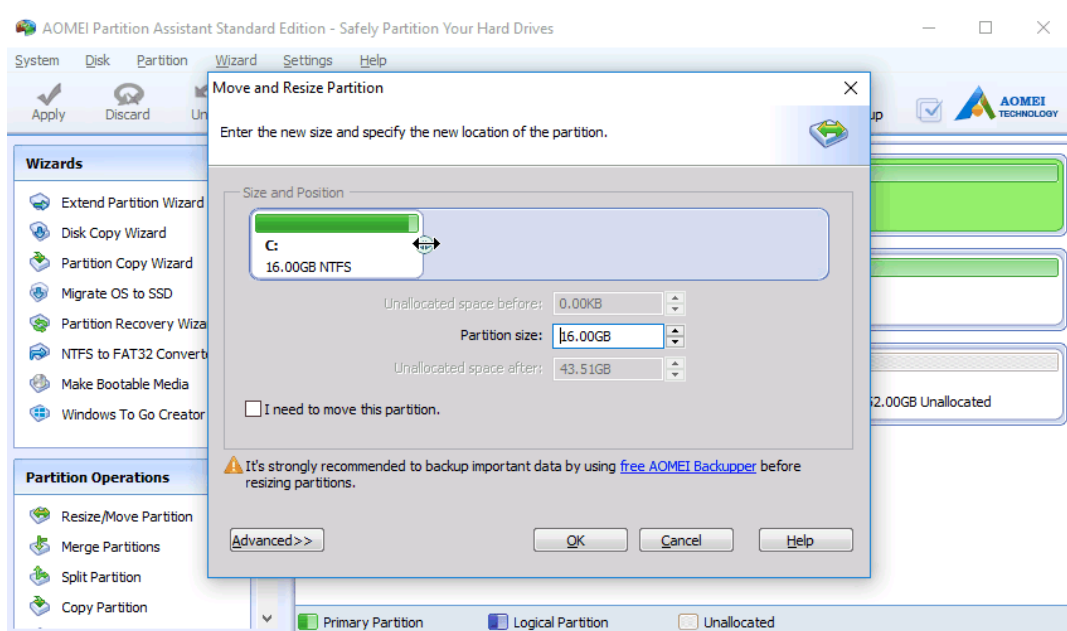 AOMEI Partition Assistant Standard Edition - Safely Partition Your Hard Drives
System Disk Partition Wizard Settings Help
Apply Discard
AOMEI
TECHNOLOGY
Move and Resize Partition
Enter the new size and specify the new location of the partition.
Size and Position
C:
16.00GB NTFS
Unallocated space before: 0.00KB
Partition size: 16.00GB
Unallocated space after: 43.51GB
I need to move this partition.
It's strongly recommended to backup important data by using free AOMEI Backupper before
resizing partitions.
Advanced>> OK Cancel Help
Wizards
Extend Partition Wizard
Disk Copy Wizard
Partition Copy Wizard
Migrate OS to SSD
Partition Recovery Wiza
NTFS to FAT32 Converte
Make Bootable Media
Windows To Go Creator
Partition Operations
Resize/Move Partition
Merge Partitions
Split Partition
Copy Partition
2.00GB Unallocated
Primary Partition Logical Partition Unallocated